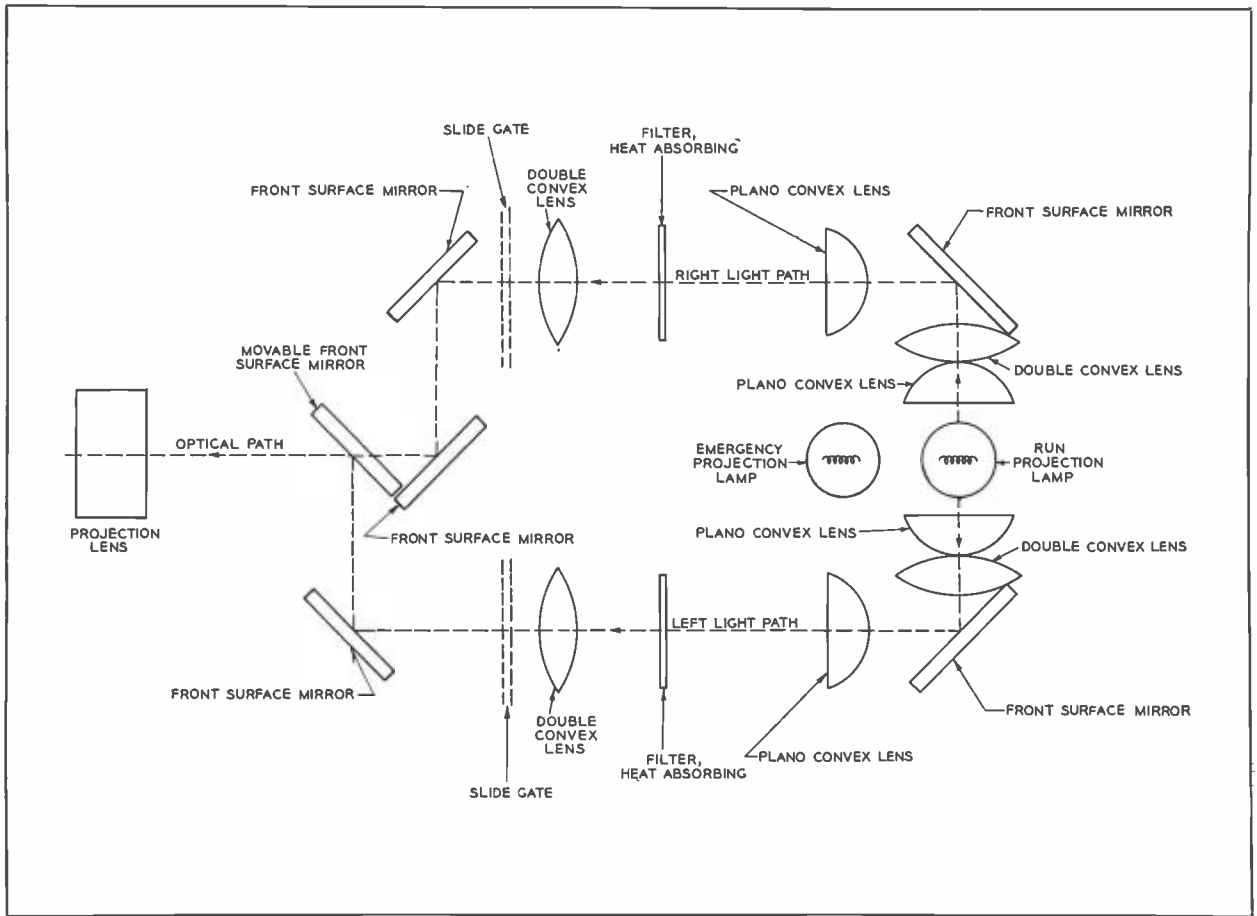 SLIDE GATE
FILTER,
HEAT ABSORBING
DOUBLE
CONVEX
LENS
PLANO CONVEX LENS
FRONT SURFACE MIRROR
FRONT SURFACE MIRROR
RIGHT LIGHT PATH
MOVABLE FRONT
SURFACE MIRROR
DOUBLE CONVEX LENS
PLANO CONVEX LENS
OPTICAL PATH
EMERGENCY
PROJECTION
LAMP
RUN
PROJECTION
LAMP
PROJECTION
LENS
FRONT SURFACE MIRROR
PLANO CONVEX LENS
DOUBLE CONVEX LENS
LEFT LIGHT PATH
FRONT SURFACE MIRROR
DOUBLE
CONVEX
LENS
FRONT SURFACE MIRROR
FILTER,
HEAT ABSORBING
PLANO CONVEX LENS
SLIDE GATE